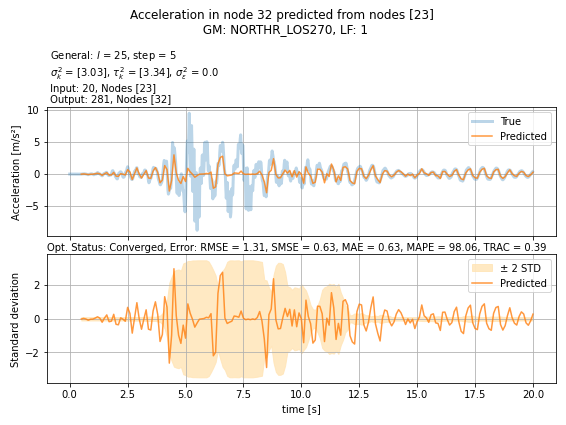 Acceleration in node 32 predicted from nodes [23]
GM: NORTHR_LOS270, LF: 1
General: l = 25, step = 5
σ²ₖ = [3.03], τ²ₖ = [3.34], σ²ε = 0.0
Input: 20, Nodes [23]
Output: 281, Nodes [32]
10
5
0
−5
Acceleration [m/s²]
True
Predicted
Opt. Status: Converged, Error: RMSE = 1.31, SMSE = 0.63, MAE = 0.63, MAPE = 98.06, TRAC = 0.39
2
0
−2
Standard deviation
± 2 STD
Predicted
0.0 2.5 5.0 7.5 10.0 12.5 15.0 17.5 20.0
time [s]